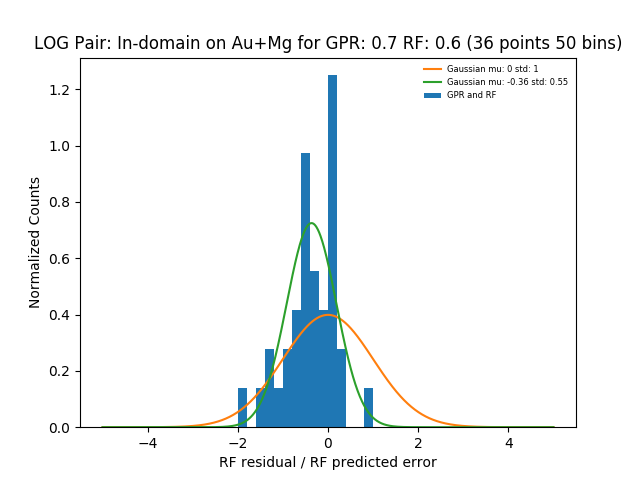 LOG Pair: In-domain on Au+Mg for GPR: 0.7 RF: 0.6 (36 points 50 bins)
Gaussian mu: 0 std: 1
Gaussian mu: -0.36 std: 0.55
GPR and RF
Normalized Counts
1.2
1.0
0.8
0.6
0.4
0.2
0.0
−4 −2 0 2 4
RF residual / RF predicted error